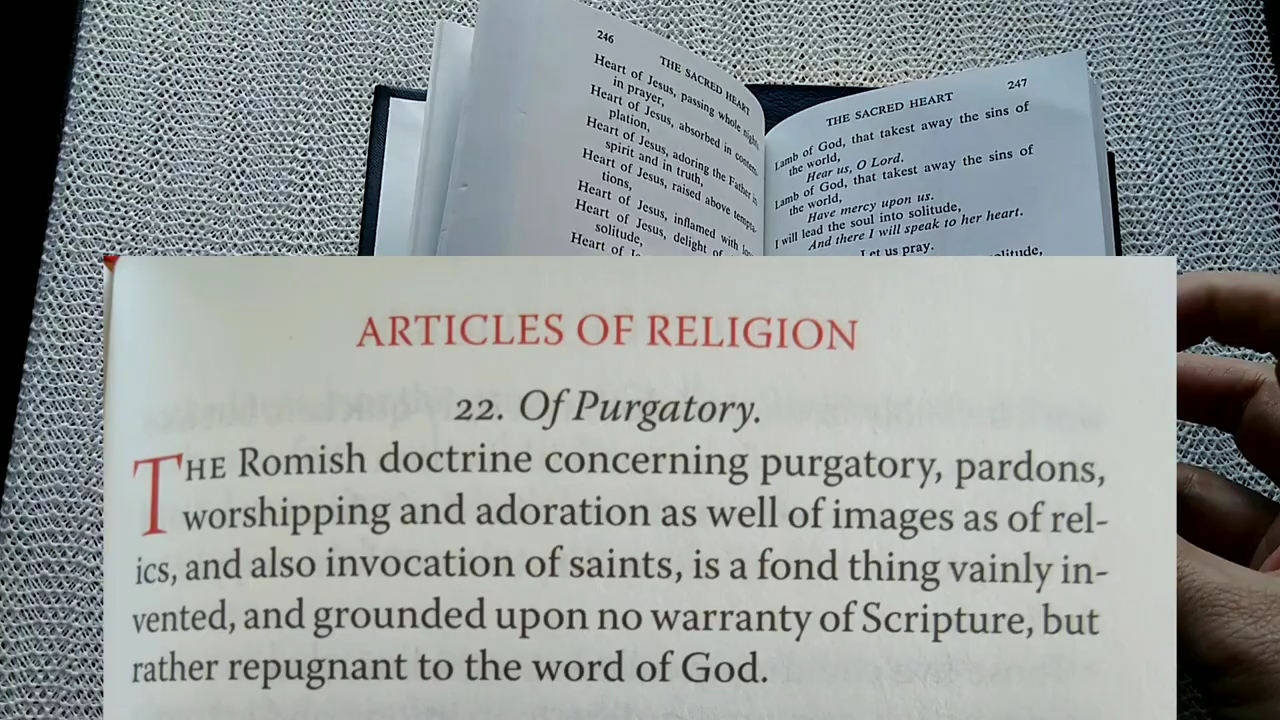 246
THE SACRED HEART
Heart of Jesus, passing whole nights
in prayer,
Heart of Jesus, absorbed in contem-
plation,
Heart of Jesus, adoring the Father in
spirit and in truth,
Heart of Jesus, raised above tempta-
tions,
Heart of Jesus, inflamed with
Heart of Jesus, delight of
solitude,
Heart of
THE SACRED HEART
247
Lamb of God, that takest away the sins of
the world,
Hear us, O Lord.
Lamb of God, that takest away the sins of
the world,
Have mercy upon us.
I will lead the soul into solitude,
And there I will speak to her heart.
Let us pray.
ARTICLES OF RELIGION
22. Of Purgatory.
THE Romish doctrine concerning purgatory, pardons,
worshipping and adoration as well of images as of rel-
ics, and also invocation of saints, is a fond thing vainly in-
vented, and grounded upon no warranty of Scripture, but
rather repugnant to the word of God.